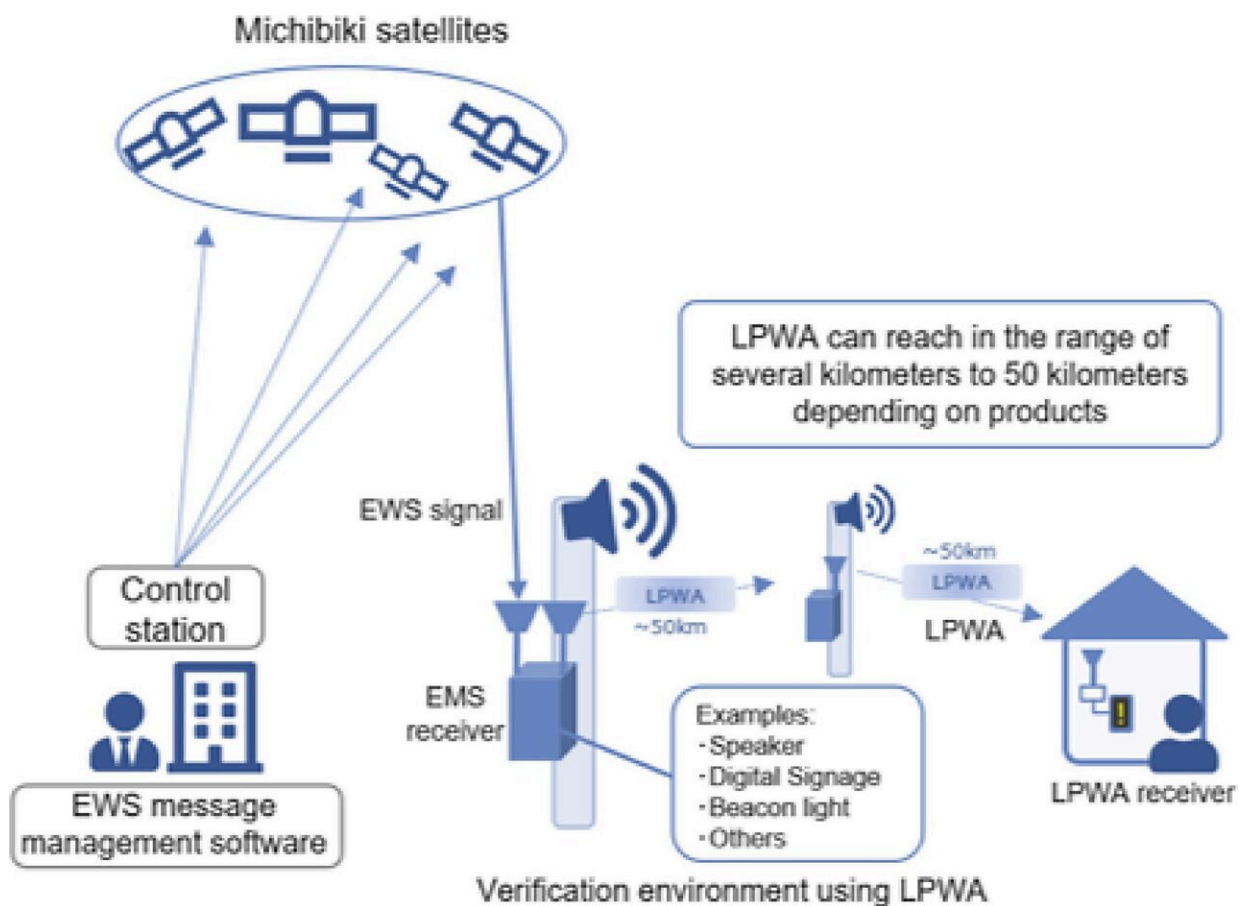 Michibiki satellites
LPWA can reach in the range of
several kilometers to 50 kilometers
depending on products
EWS signal
LPWA
~50km
~50km
LPWA
LPWA
Control
station
EMS
receiver
Examples:
・Speaker
・Digital Signage
・Beacon light
・Others
LPWA receiver
EWS message
management software
Verification environment using LPWA